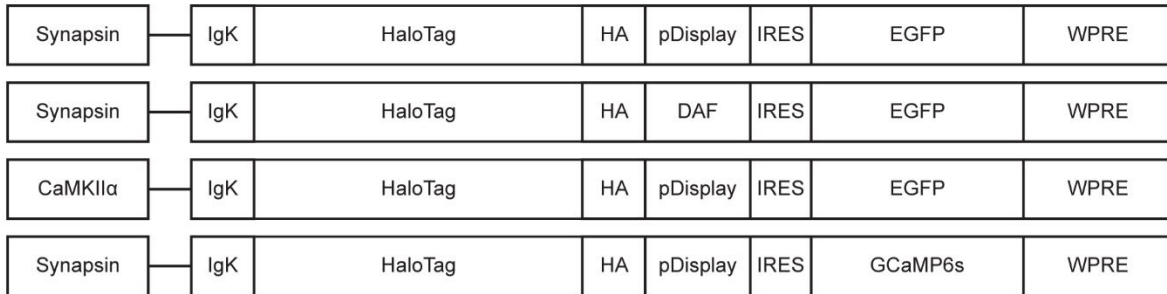 Synapsin IgK HaloTag HA pDisplay IRES EGFP WPRE
Synapsin IgK HaloTag HA DAF IRES EGFP WPRE
CaMKIIα IgK HaloTag HA pDisplay IRES EGFP WPRE
Synapsin IgK HaloTag HA pDisplay IRES GCaMP6s WPRE